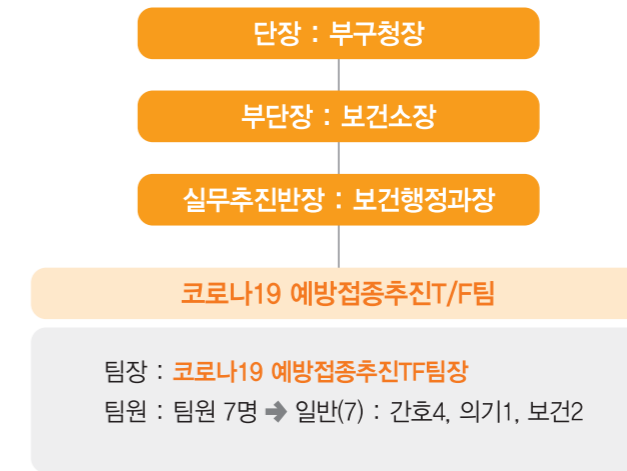 단장 : 부구청장
부단장 : 보건소장
실무추진반장 : 보건행정과장
코로나19 예방접종추진T/F팀
팀장 : 코로나19 예방접종추진TF팀장
팀원 : 팀원 7명 ➔ 일반(7) : 간호4, 의기1, 보건2